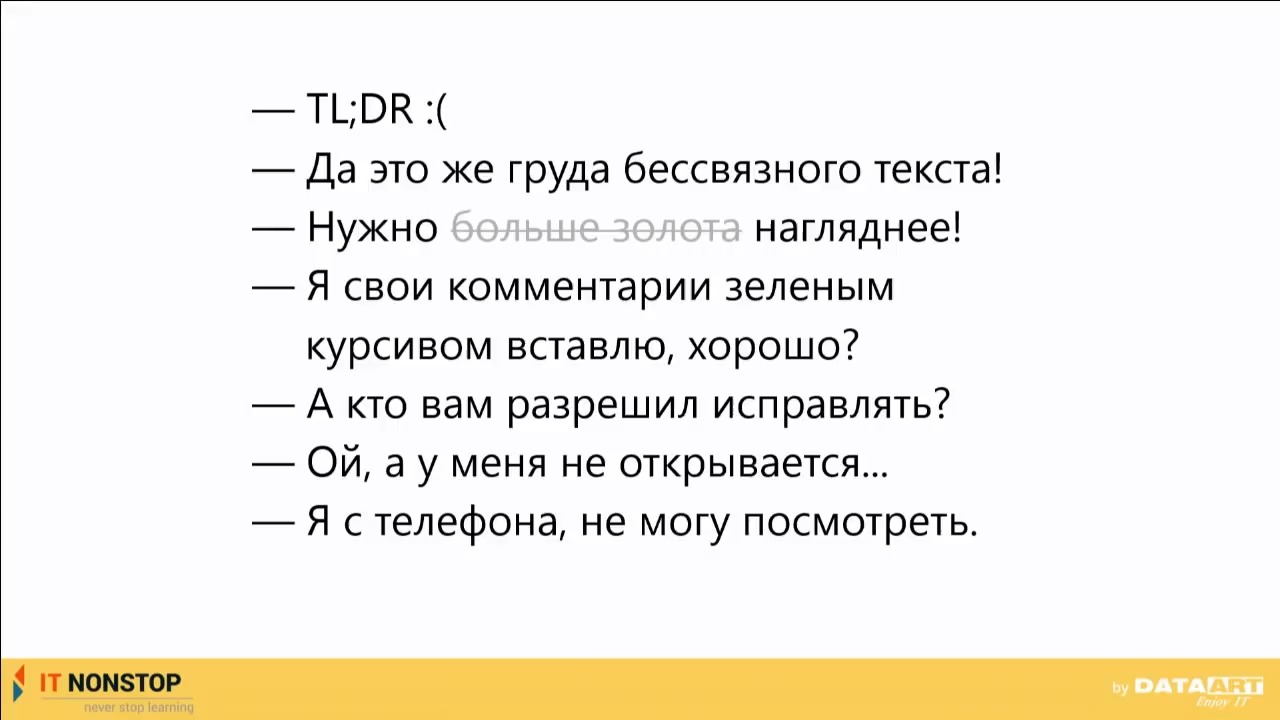 — TL;DR :(
— Да это же груда бессвязного текста!
— Нужно больше золота нагляднее!
— Я свои комментарии зеленым
курсивом вставлю, хорошо?
— А кто вам разрешил исправлять?
— Ой, а у меня не открывается...
— Я с телефона, не могу посмотреть.
IT NONSTOP
never stop learning
by DATAART
Enjoy IT